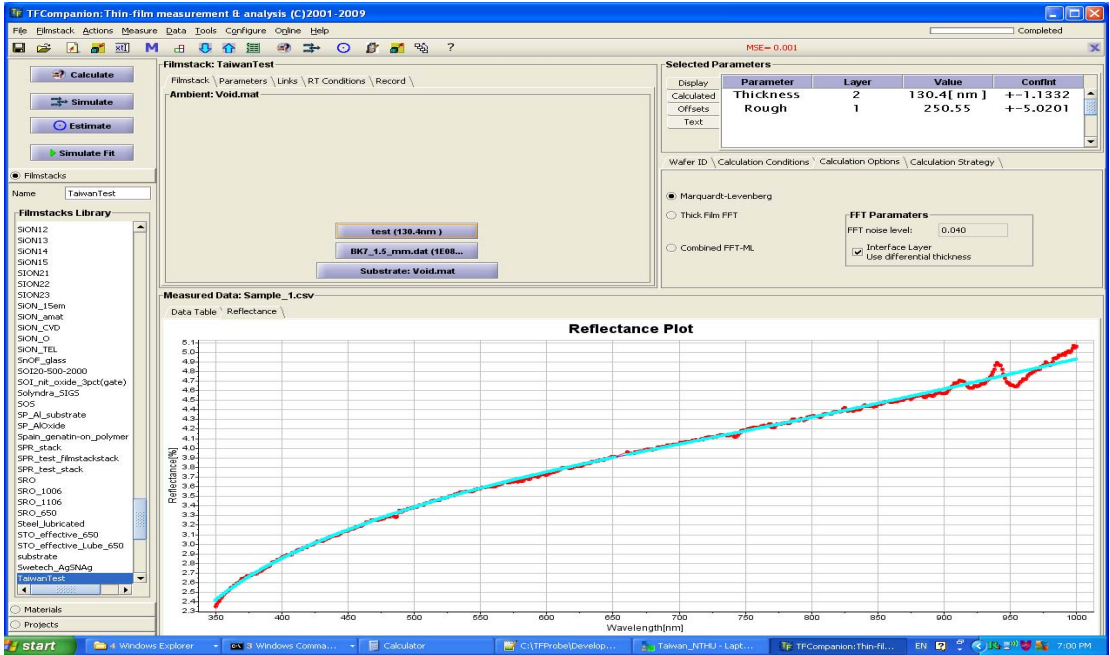 TFCompanion: Thin-film measurement & analysis (C)2001-2009
File Filmstack Actions Measure Data Tools Configure Online Help
Completed
MSE= 0.001
Calculate
Simulate
Estimate
Simulate Fit
Filmstacks
Name TaiwanTest
Filmstacks Library
SiON12
SiON13
SiON14
SiON15
SION21
SION22
SION23
SiON_15em
SiON_amat
SiON_CVD
SiON_O
SiON_TEL
SnOF_glass
SOI20-500-2000
SOI_nit_oxide_3pct(gate)
Solyndra_SIGS
SOS
SP_Al_substrate
SP_AlOxide
Spain_genatin-on_polymer
SPR_stack
SPR_test_filmstackstack
SPR_test_stack
SRO
SRO_1006
SRO_1106
SRO_650
Steel_lubricated
STO_effective_650
STO_effective_Lube_650
substrate
Swetech_AgSNAg
TaiwanTest
Materials
Projects
Filmstack: TaiwanTest
Filmstack Parameters Links RT Conditions Record
Ambient: Void.mat
test (130.4nm )
BK7_1.5_mm.dat (1E08...
Substrate: Void.mat
Selected Parameters
Display
Calculated
Offsets
Text
Parameter Layer Value ConfInt
Thickness 2 130.4[ nm ] +-1.1332
Rough 1 250.55 +-5.0201
Wafer ID Calculation Conditions Calculation Options Calculation Strategy
Marquardt-Levenberg
Thick Film FFT
Combined FFT-ML
FFT Paramaters
FFT noise level: 0.040
Interface Layer
Use differential thickness
Measured Data: Sample_1.csv
Data Table Reflectance
Reflectance Plot
Reflectance[%]
5.1
5.0
4.9
4.8
4.7
4.6
4.5
4.4
4.3
4.2
4.1
4.0
3.9
3.8
3.7
3.6
3.5
3.4
3.3
3.2
3.1
3.0
2.9
2.8
2.7
2.6
2.5
2.4
2.3
350 400 450 500 550 600 650 700 750 800 850 900 950 1000
Wavelength[nm]
start
4 Windows Explorer
3 Windows Comma...
Calculator
C:\TFProbe\Develop...
Taiwan_NTHU - Lapt...
TFCompanion:Thin-fil...
EN
7:00 PM